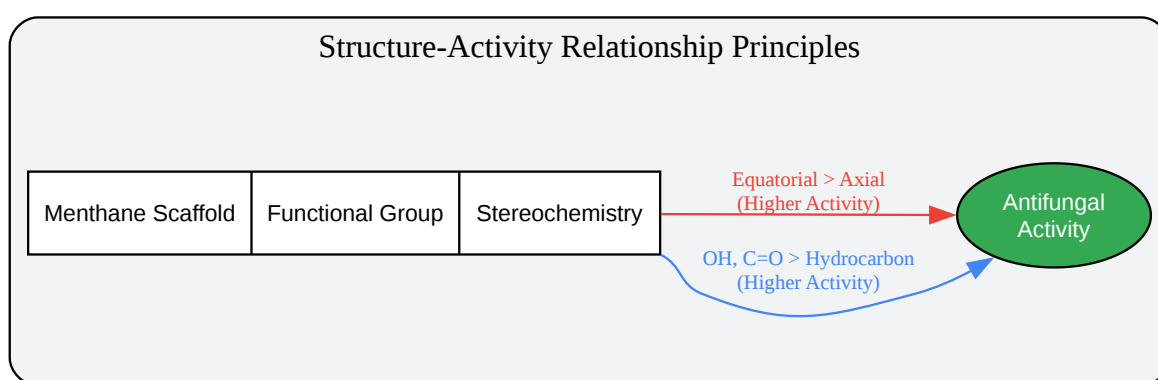 Structure-Activity Relationship Principles
Menthane Scaffold
Functional Group
Stereochemistry
Equatorial > Axial
(Higher Activity)
OH, C=O > Hydrocarbon
(Higher Activity)
Antifungal
Activity